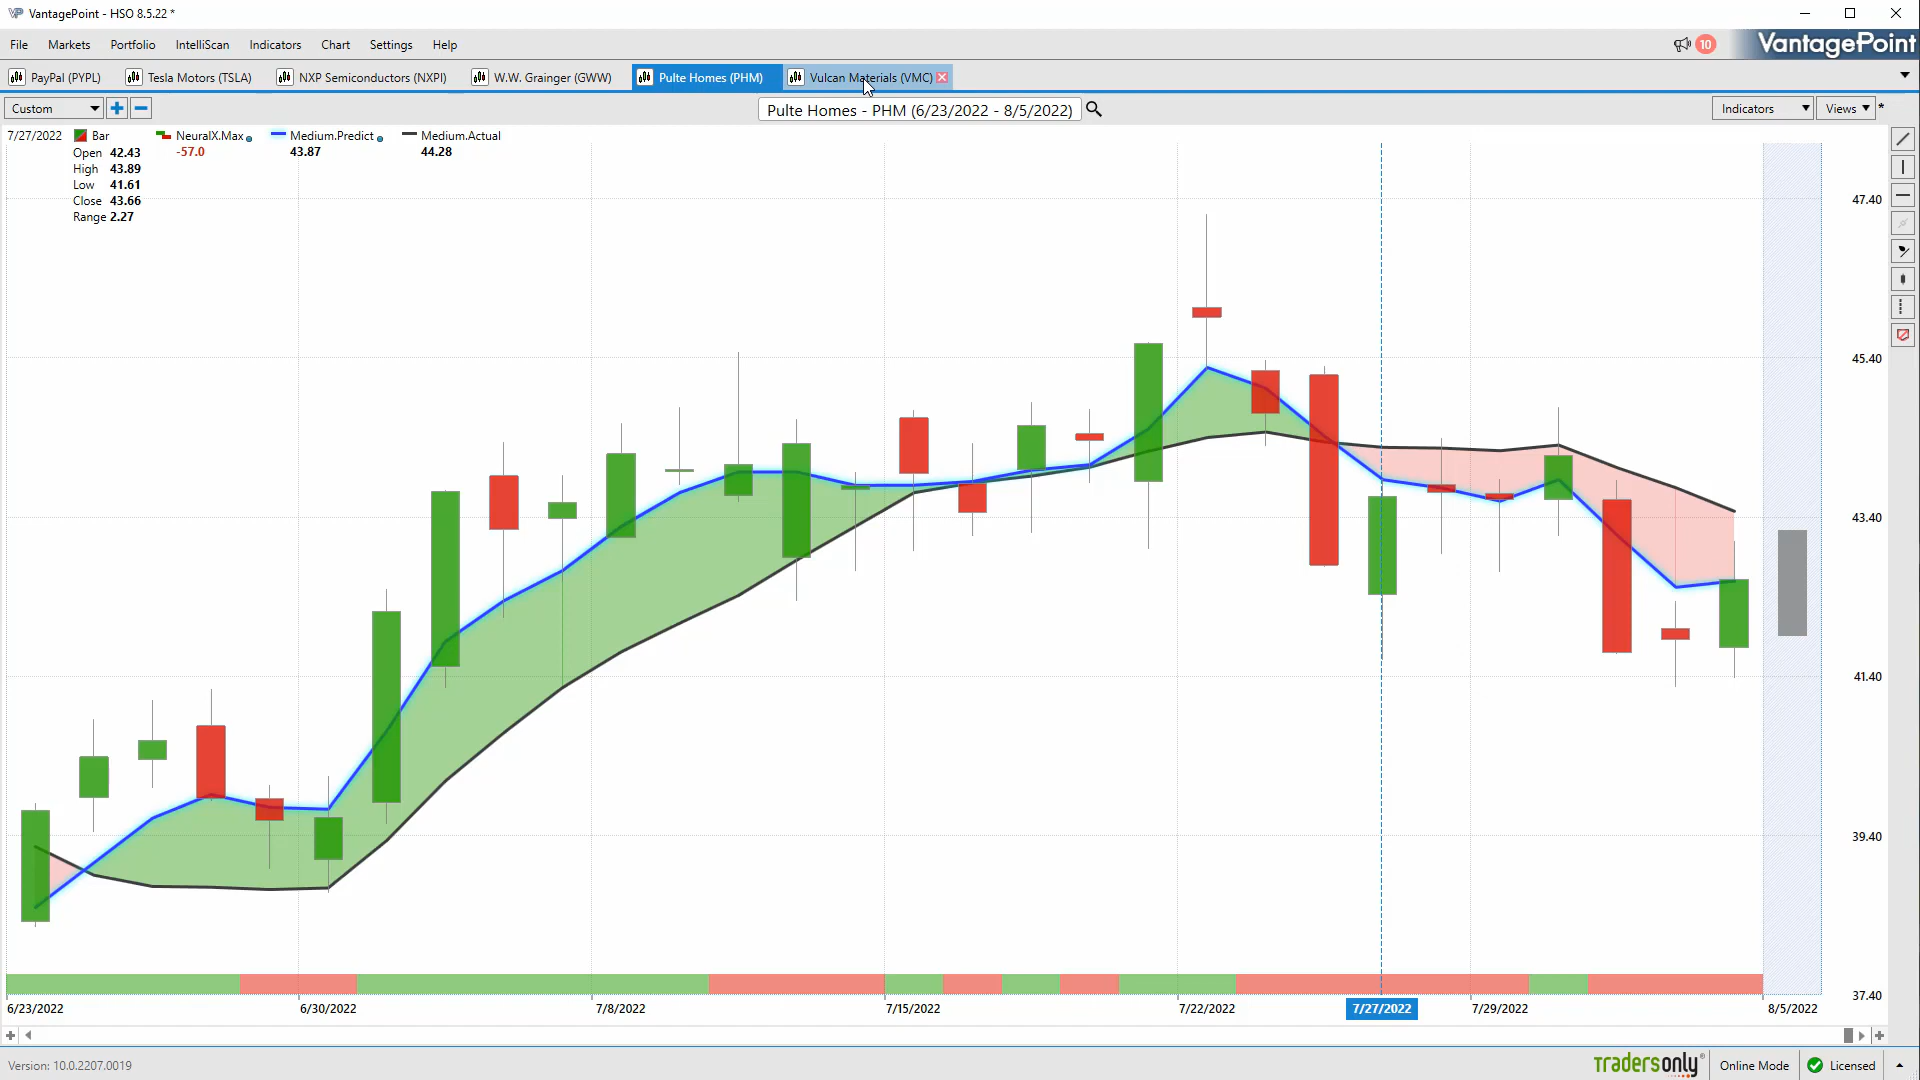 VantagePoint - HSO 8.5.22 *
File Markets Portfolio IntelliScan Indicators Chart Settings Help 10 VantagePoint
PayPal (PYPL) Tesla Motors (TSLA) NXP Semiconductors (NXPI) W.W. Grainger (GWW) Pulte Homes (PHM) Vulcan Materials (VMC)
Custom Pulte Homes - PHM (6/23/2022 - 8/5/2022) Indicators Views *
7/27/2022 Bar NeuralX.Max Medium.Predict Medium.Actual
Open 42.43 -57.0 43.87 44.28
High 43.89
Low 41.61
Close 43.66
Range 2.27
47.40
45.40
43.40
41.40
39.40
37.40
6/23/2022 6/30/2022 7/8/2022 7/15/2022 7/22/2022 7/27/2022 7/29/2022 8/5/2022
Version: 10.0.2207.0019 Tradersonly Online Mode Licensed